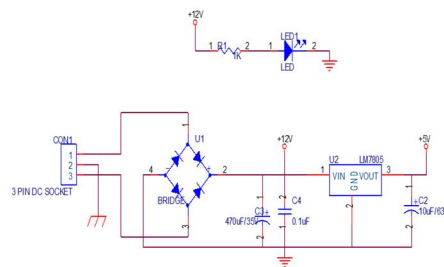 +12V
R1
1
2
1K
LED1
1
2
LED
CON1
1
2
3
3 PIN DC SOCKET
1
U1
4
2
-
+
BRIDGE
3
+12V
+5V
U2
LM7805
1
VIN
VOUT
3
GND
2
C3
470uF/35V
+
2
C4
0.1uF
1
+
C2
10uF/63